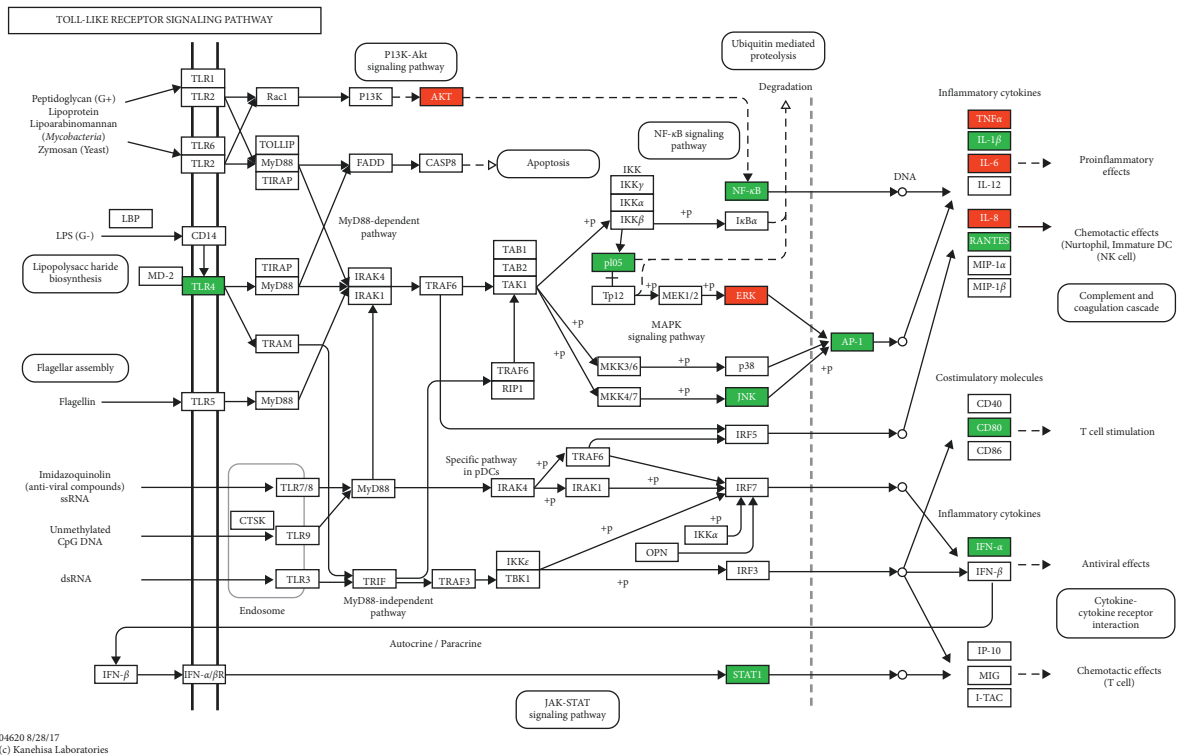 TOLL-LIKE RECEPTOR SIGNALING PATHWAY
P13K-Akt
signaling pathway
Ubiquitin mediated
proteolysis
Degradation
Inflammatory cytokines
TLR1
TLR2
Rac1
P13K
AKT
Peptidoglycan (G+)
Lipoprotein
Lipoarabinomannan
(Mycobacteria)
Zymosan (Yeast)
TLR6
TLR2
TOLLIP
MyD88
TIRAP
FADD
CASP8
Apoptosis
NF-κB signaling
pathway
TNFα
IL-1β
IL-6
IL-12
Proinflammatory
effects
IKK
IKKγ
IKKα
IKKβ
NF-κB
DNA
+p
+p
IκBα
LBP
LPS (G-)
CD14
MyD88-dependent
pathway
IL-8
RANTES
MIP-1α
MIP-1β
Chemotactic effects
(Nurtophil, Immature DC
(NK cell)
Lipopolysacc haride
biosynthesis
MD-2
TLR4
TIRAP
MyD88
IRAK4
IRAK1
TRAF6
TAB1
TAB2
TAK1
pl05
Tp12
+p
MEK1/2
+p
ERK
Complement and
coagulation cascade
MAPK
signaling pathway
TRAM
AP-1
+p
+p
+p
+p
MKK3/6
p38
Flagellar assembly
TRAF6
RIP1
MKK4/7
+p
JNK
Costimulatory molecules
CD40
CD80
CD86
T cell stimulation
Flagellin
TLR5
MyD88
IRF5
Imidazoquinolin
(anti-viral compounds)
ssRNA
TLR7/8
MyD88
Specific pathway
in pDCs
IRAK4
+p
+p
TRAF6
IRAK1
+p
IRF7
CTSK
TLR9
Unmethylated
CpG DNA
+p
+p
IKKα
OPN
Inflammatory cytokines
IFN-α
IFN-β
Antiviral effects
dsRNA
TLR3
TRIF
TRAF3
IKKε
TBK1
+p
IRF3
Endosome
MyD88-independent
pathway
Cytokine-
cytokine receptor
interaction
Autocrine / Paracrine
IFN-β
IFN-α/βR
STAT1
IP-10
MIG
I-TAC
Chemotactic effects
(T cell)
JAK-STAT
signaling pathway
04620 8/28/17
(c) Kanehisa Laboratories